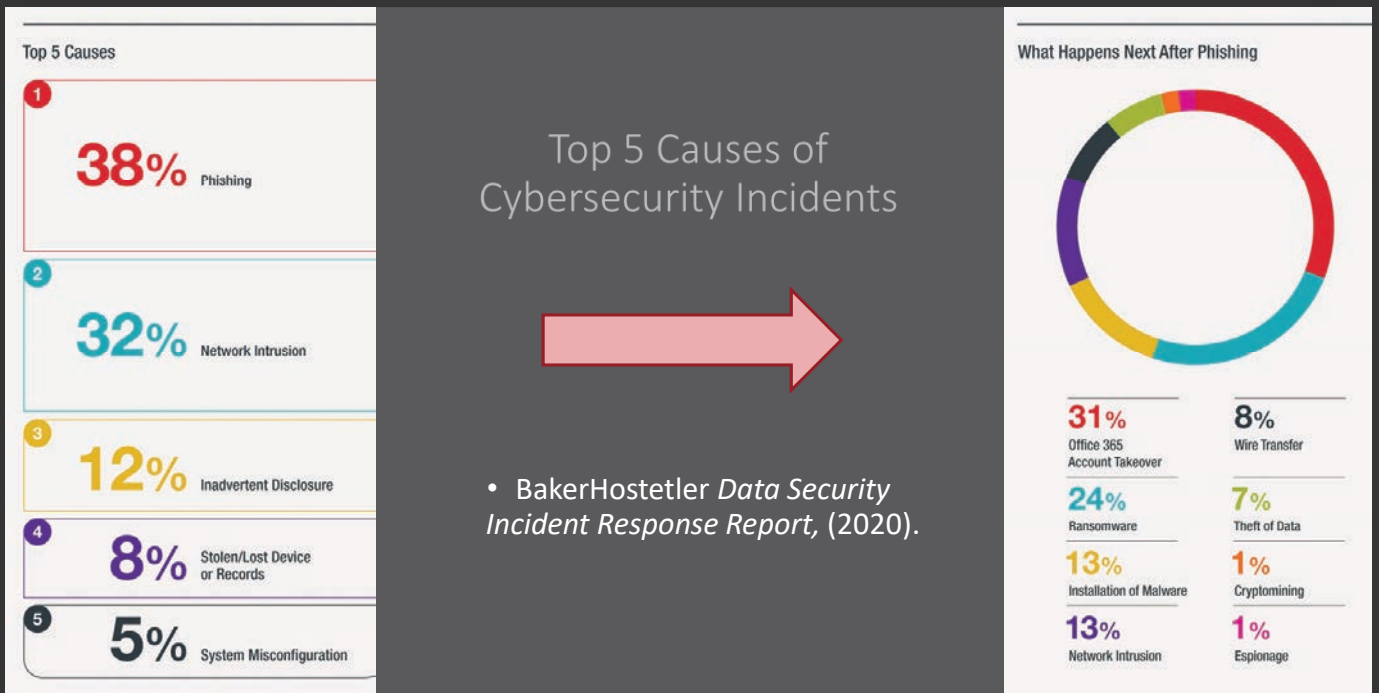 Top 5 Causes
1
38% Phishing
2
32% Network Intrusion
3
12% Inadvertent Disclosure
4
8% Stolen/Lost Device
or Records
5
5% System Misconfiguration
Top 5 Causes of
Cybersecurity Incidents
• BakerHostetler Data Security
Incident Response Report, (2020).
What Happens Next After Phishing
31%
Office 365
Account Takeover
24%
Ransomware
13%
Installation of Malware
13%
Network Intrusion
8%
Wire Transfer
7%
Theft of Data
1%
Cryptomining
1%
Espionage